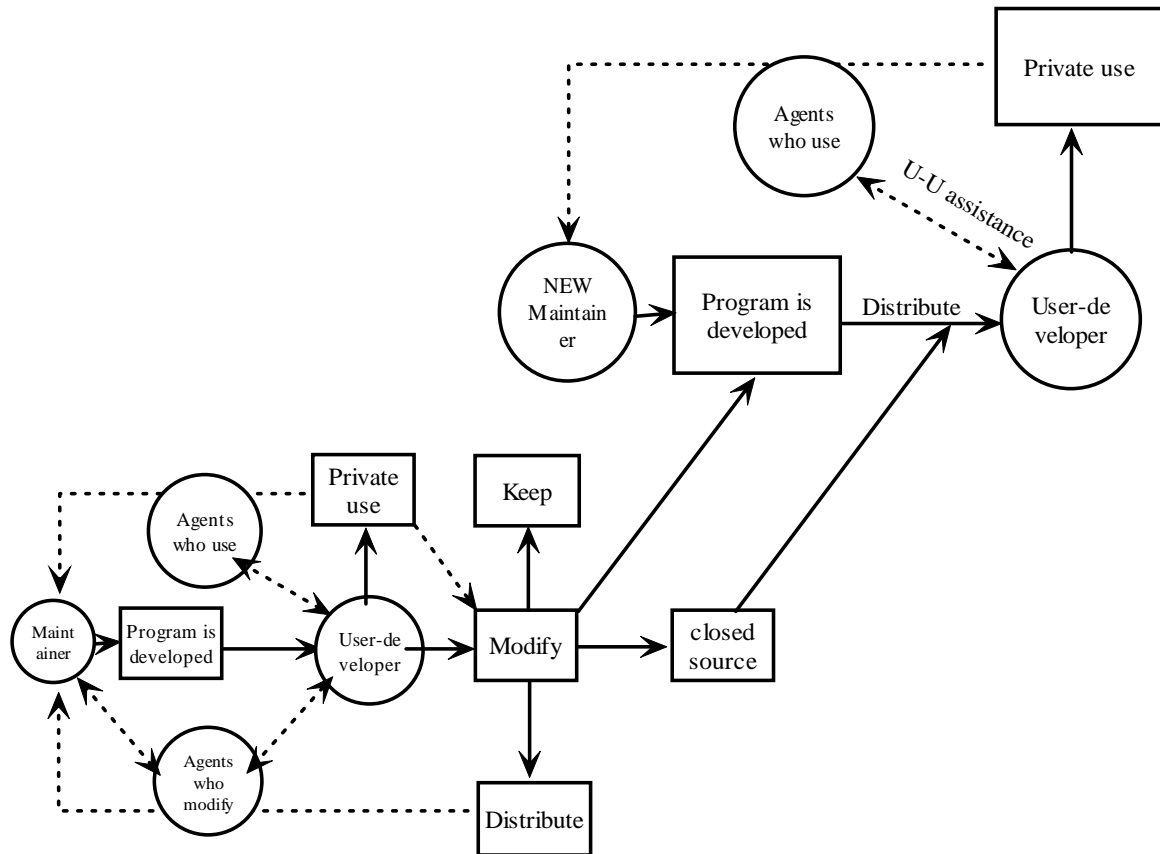 Private use
Agents
who use
U-U assistance
NEW
Maintain
er
Program is
developed
Distribute
User-de
veloper
Private
use
Keep
Agents
who use
Maint
ainer
Program is
developed
User-de
veloper
Modify
closed
source
Agents
who
modify
Distribute